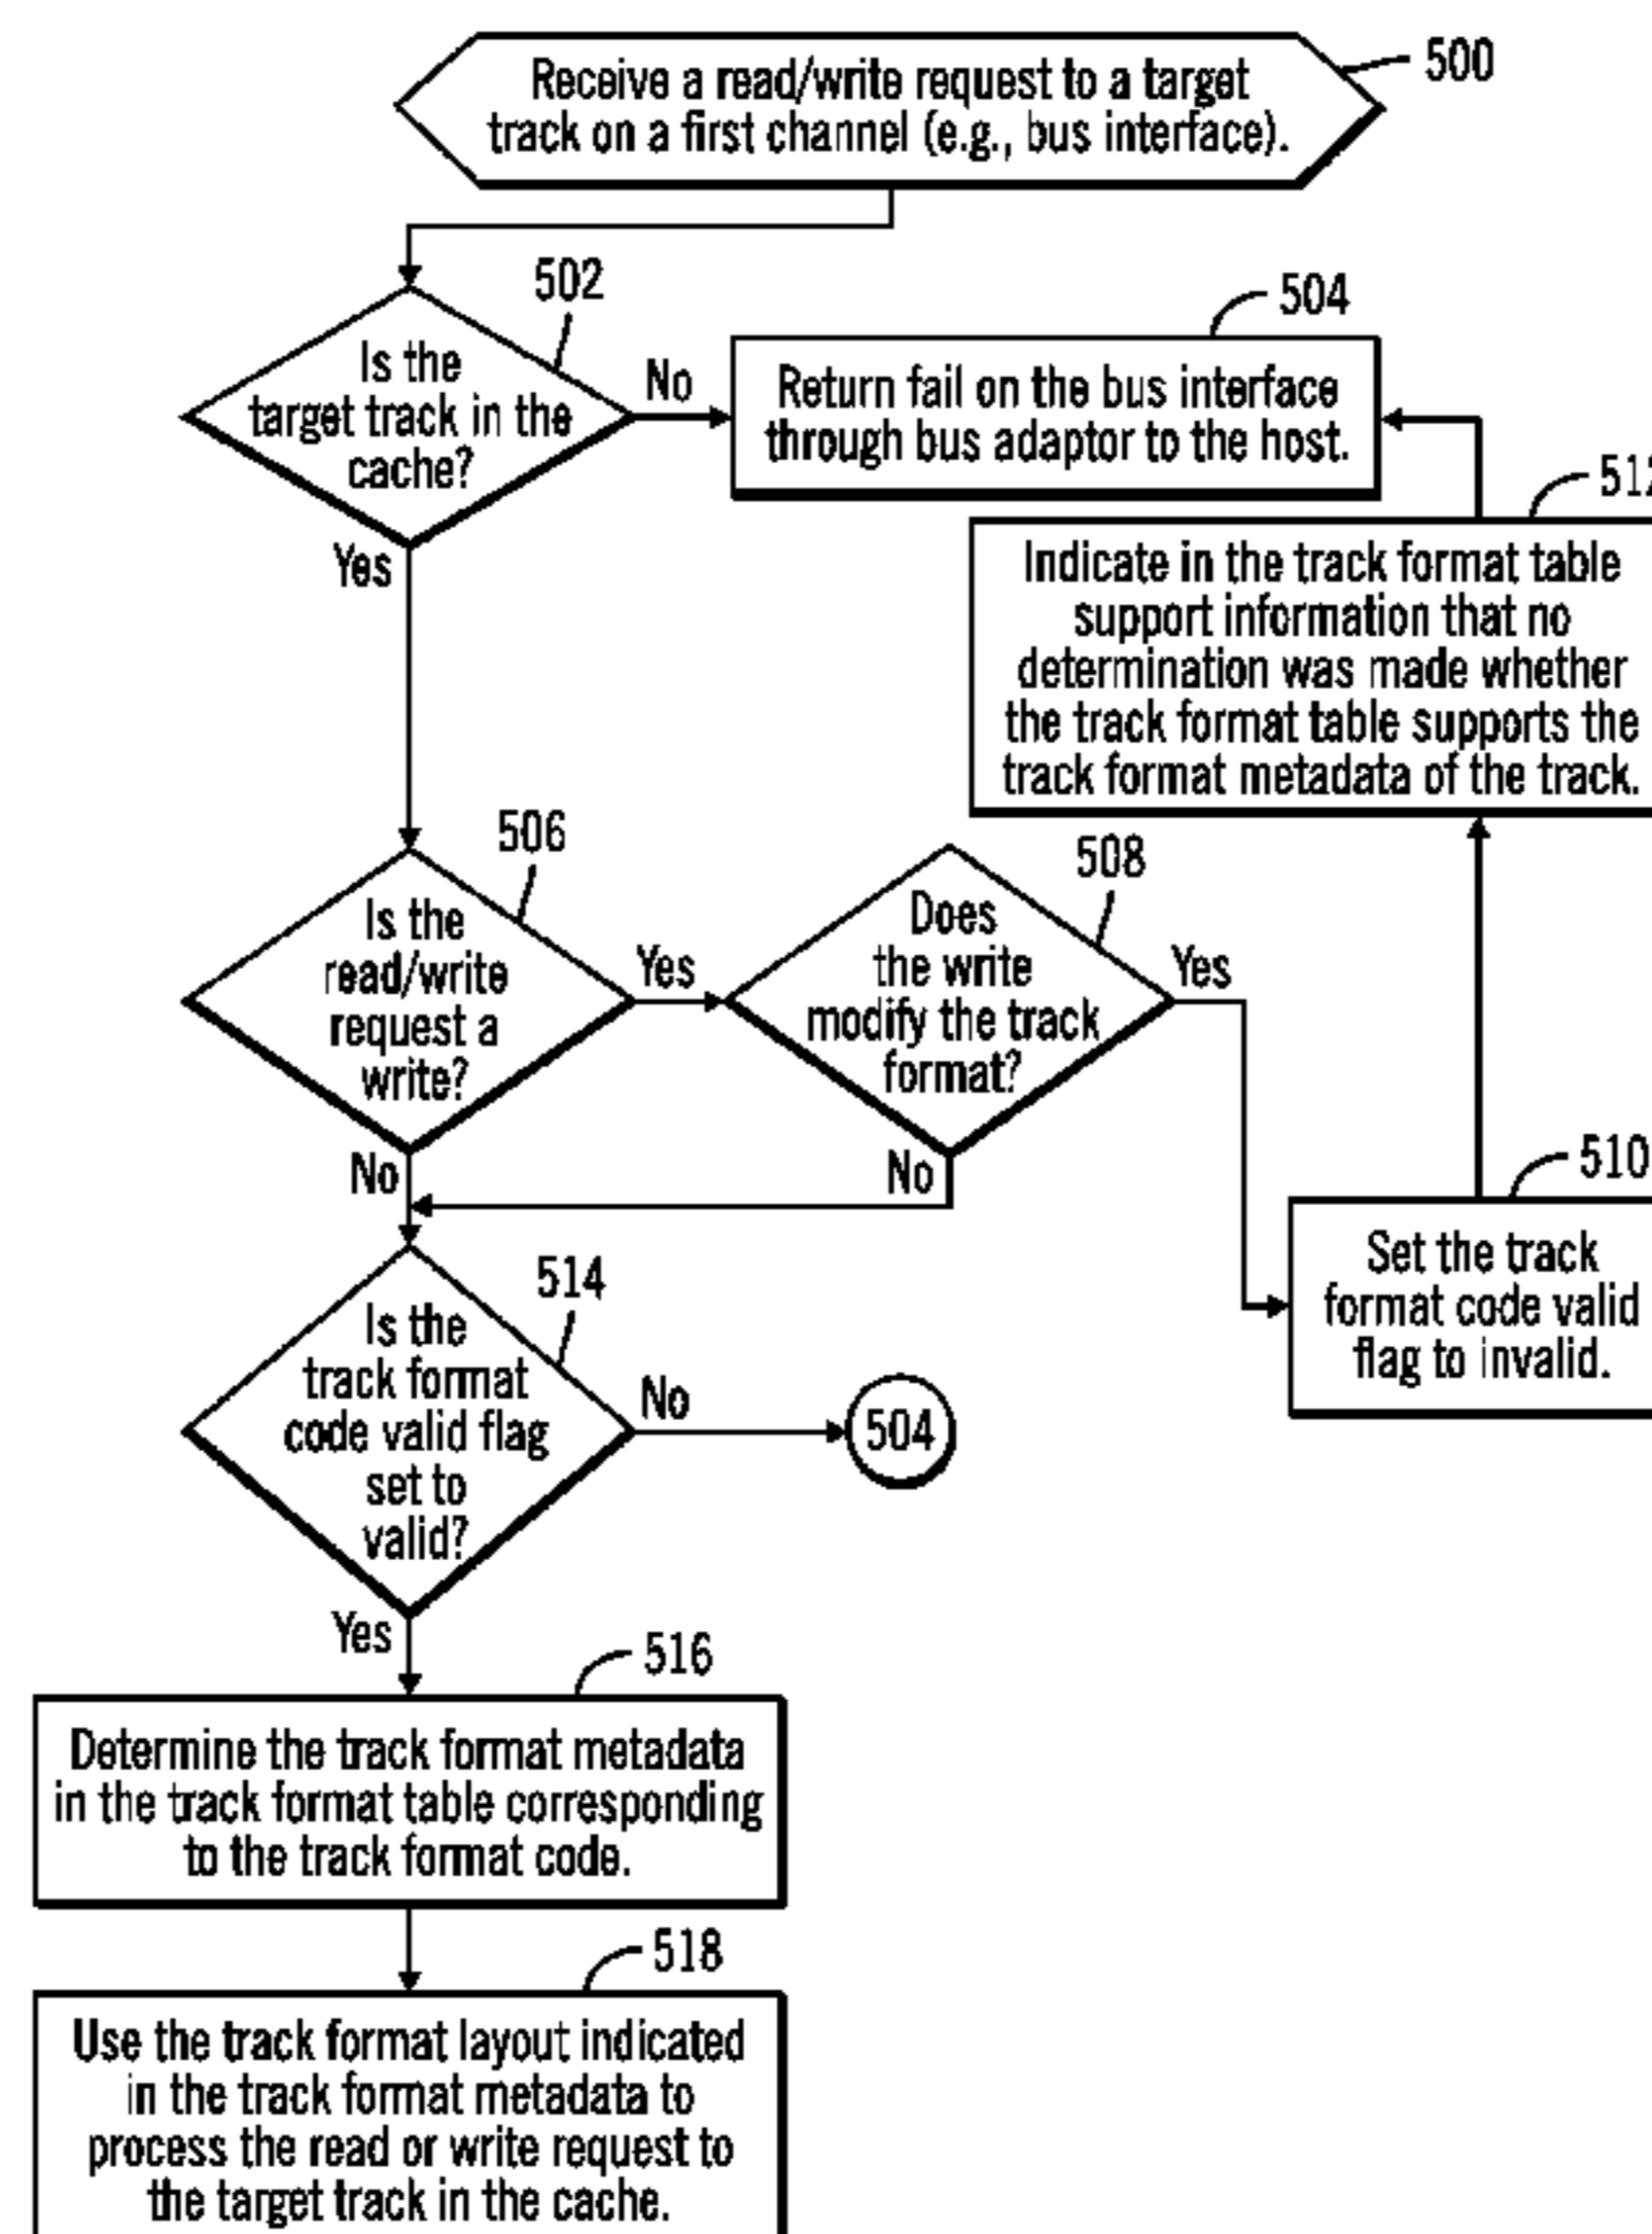 500
Receive a read/write request to a target
track on a first channel (e.g., bus interface).
502
Is the
target track in the
cache?
No
Yes
504
Return fail on the bus interface
through bus adaptor to the host.
512
Indicate in the track format table
support information that no
determination was made whether
the track format table supports the
track format metadata of the track.
506
Is the
read/write
request a
write?
Yes
No
508
Does
the write
modify the track
format?
Yes
No
510
Set the track
format code valid
flag to invalid.
514
Is the
track format
code valid flag
set to
valid?
No
504
Yes
516
Determine the track format metadata
in the track format table corresponding
to the track format code.
518
Use the track format layout indicated
in the track format metadata to
process the read or write request to
the target track in the cache.